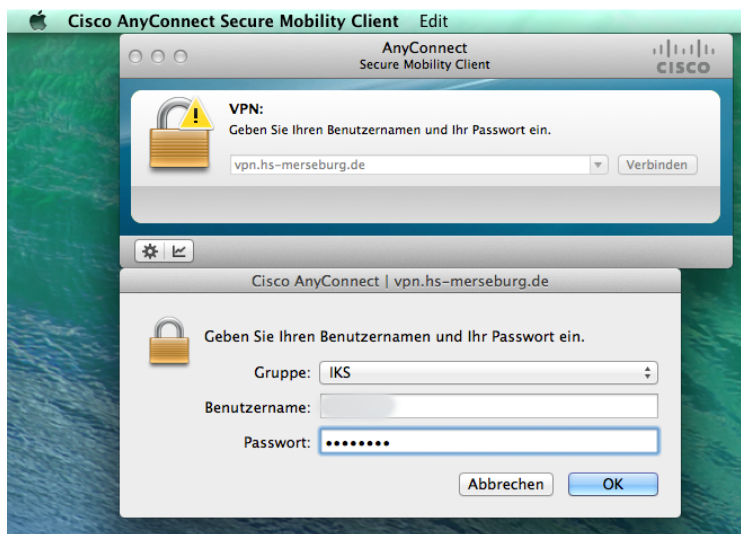 Cisco AnyConnect Secure Mobility Client Edit
AnyConnect
Secure Mobility Client
CISCO
VPN:
Geben Sie Ihren Benutzernamen und Ihr Passwort ein.
vpn.hs-merseburg.de
Verbinden
Cisco AnyConnect | vpn.hs-merseburg.de
Geben Sie Ihren Benutzernamen und Ihr Passwort ein.
Gruppe: IKS
Benutzername:
Passwort: ••••••••
Abbrechen OK